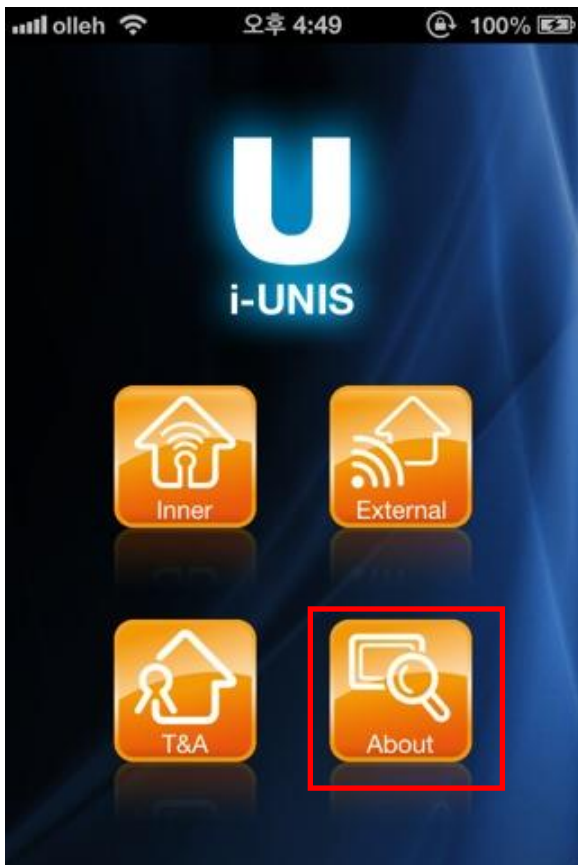 olleh 오후 4:49 100%
U
i-UNIS
Inner External
T&A About